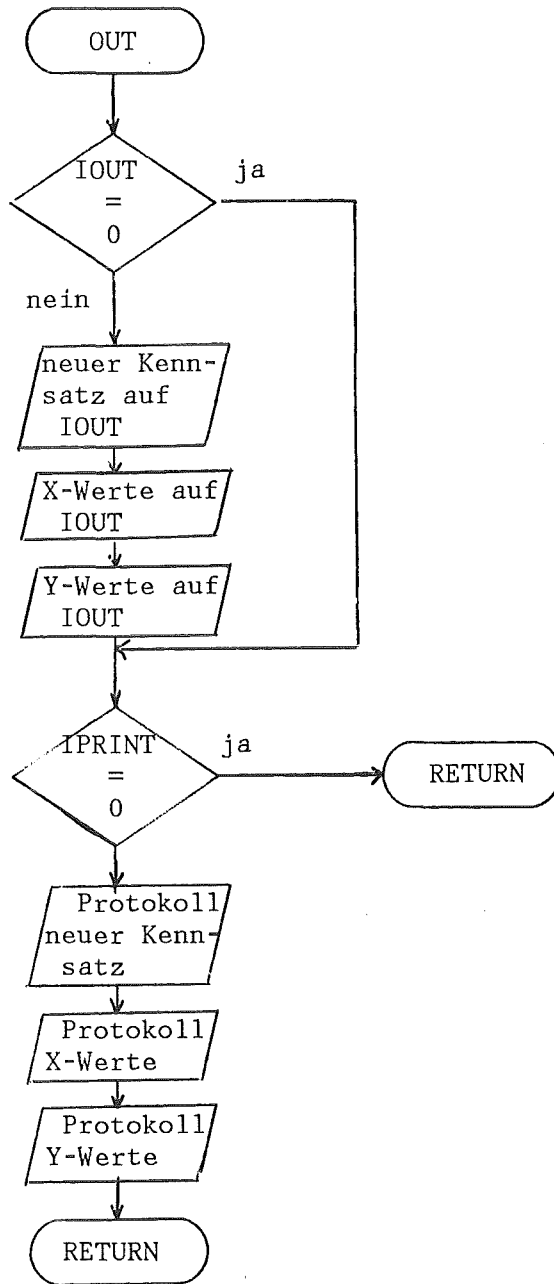 OUT
IOUT
=
0
ja
nein
neuer Kenn-
satz auf
IOUT
X-Werte auf
IOUT
Y-Werte auf
IOUT
IPRINT
=
0
ja
RETURN
Protokoll
neuer Kenn-
satz
Protokoll
X-Werte
Protokoll
Y-Werte
RETURN